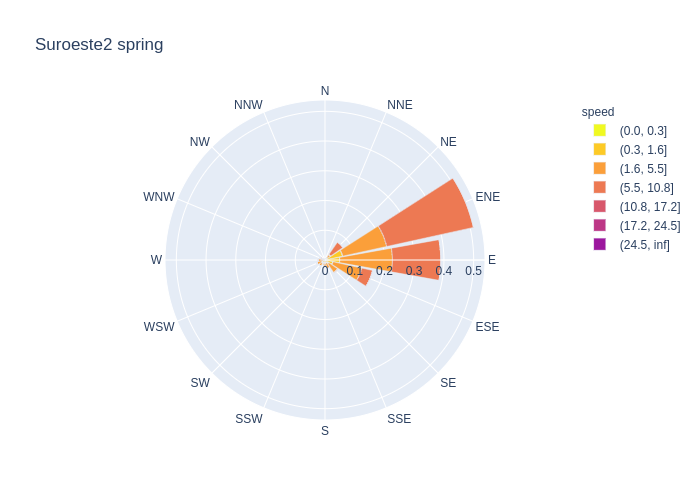 Suroeste2 spring
N
NNW
NNE
NW
NE
WNW
ENE
W
E
0 0.1 0.2 0.3 0.4 0.5
WSW
ESE
SW
SE
SSW
SSE
S
speed
(0.0, 0.3]
(0.3, 1.6]
(1.6, 5.5]
(5.5, 10.8]
(10.8, 17.2]
(17.2, 24.5]
(24.5, inf]